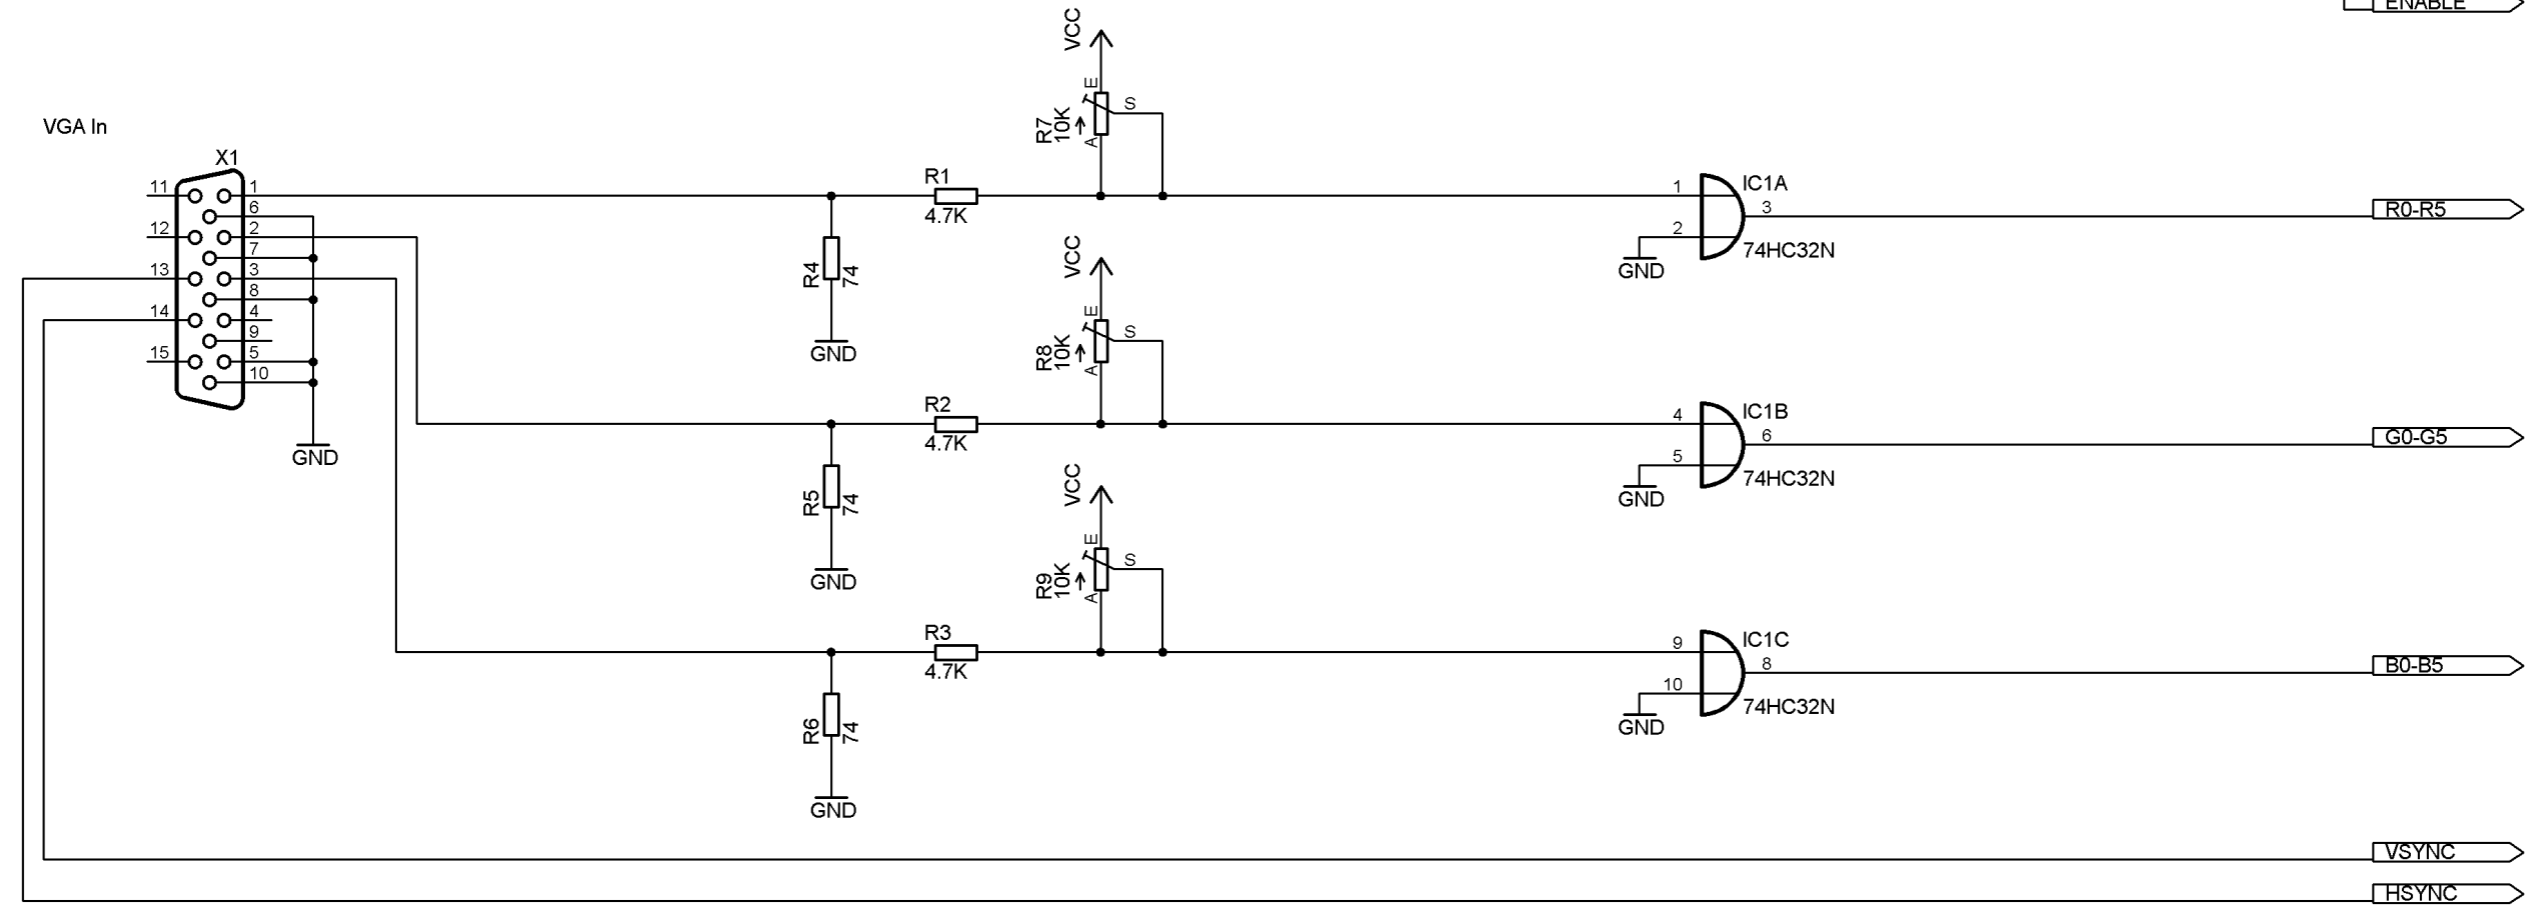 ENABLE
VCC
E
S
R7
10K
A
VGA In
X1
11
1
6
12
2
7
13
3
8
14
4
9
15
5
10
GND
R1
4.7K
R4
74
GND
1
2
GND
IC1A
3
74HC32N
R0-R5
VCC
E
S
R8
10K
A
R2
4.7K
R5
74
GND
4
5
GND
IC1B
6
74HC32N
G0-G5
VCC
E
S
R9
10K
A
R3
4.7K
R6
74
GND
9
10
GND
IC1C
8
74HC32N
B0-B5
VSYNC
HSYNC